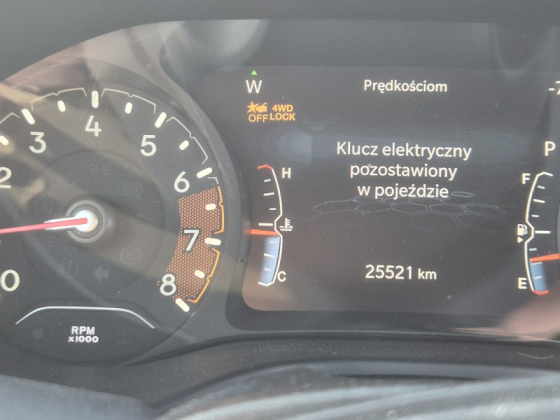 W
Prędkościom
-7
4WD
OFF LOCK
3 4 5
2 6
7
0 8
Klucz elektryczny
pozostawiony
w pojeździe
P
H
F
C
E
25521 km
RPM
x1000